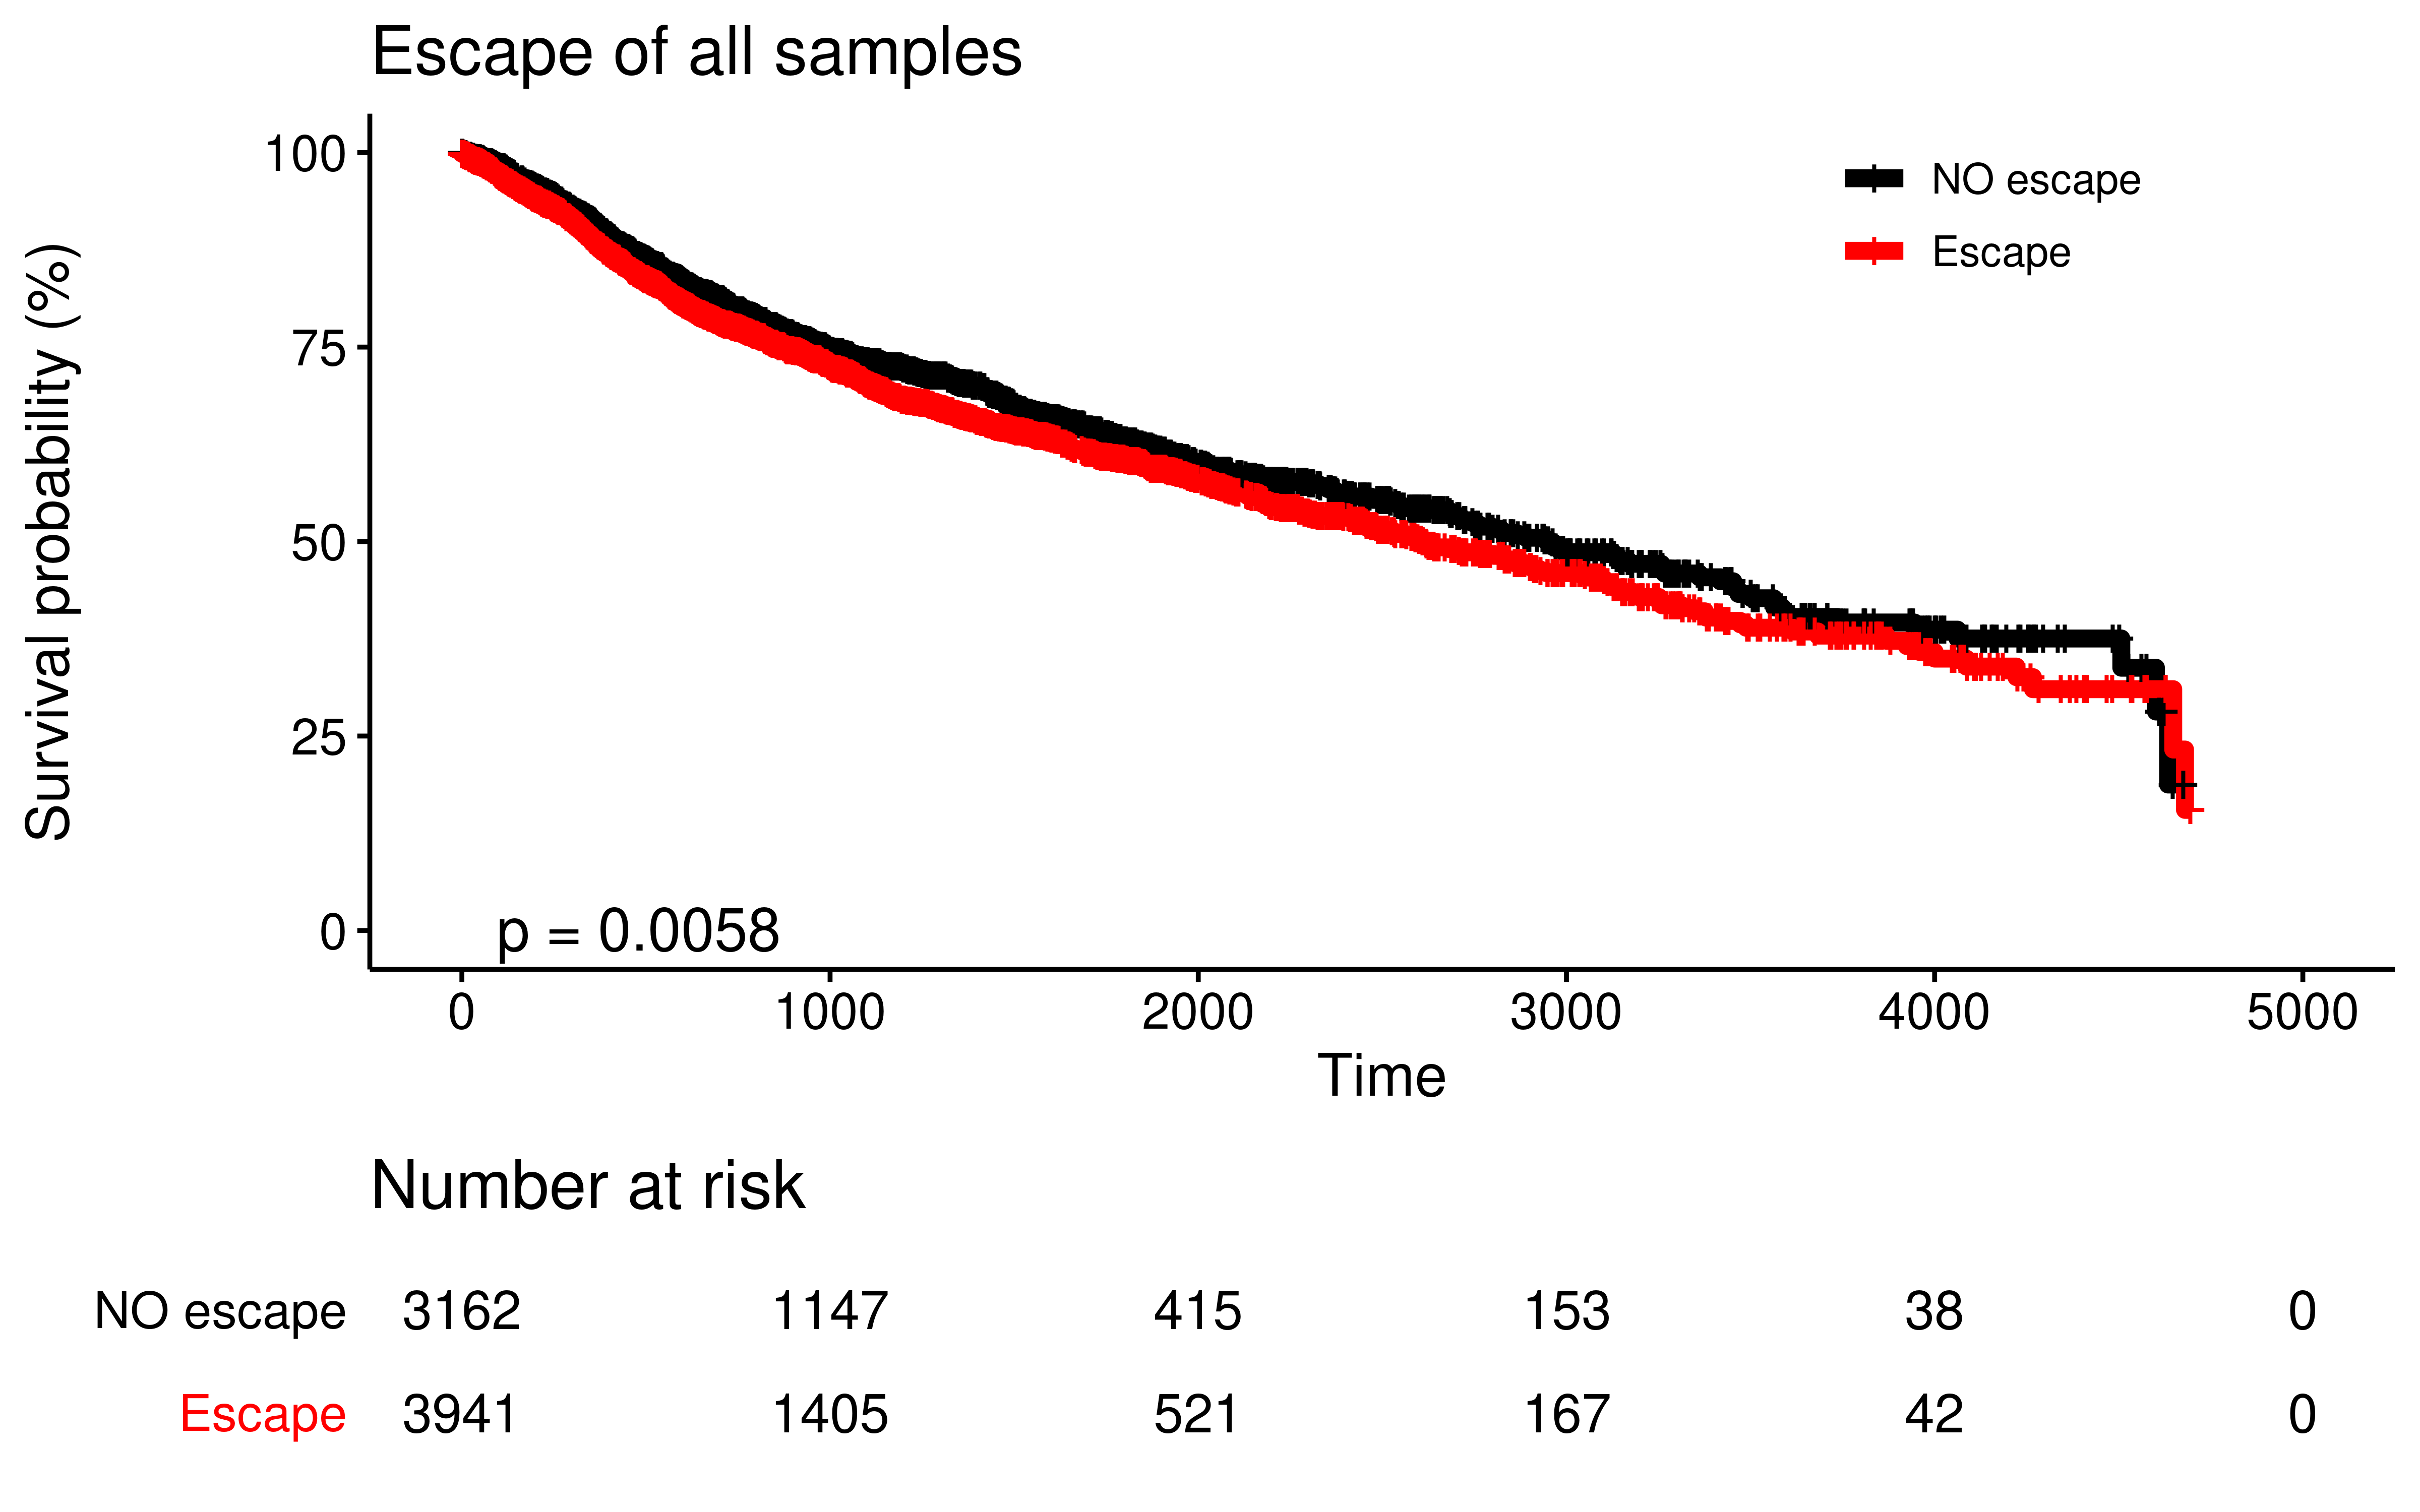 Escape of all samples
Survival probability (%)
100
75
50
25
0
NO escape
Escape
p = 0.0058
0 1000 2000 3000 4000 5000
Time
Number at risk
NO escape 3162 1147 415 153 38 0
Escape 3941 1405 521 167 42 0